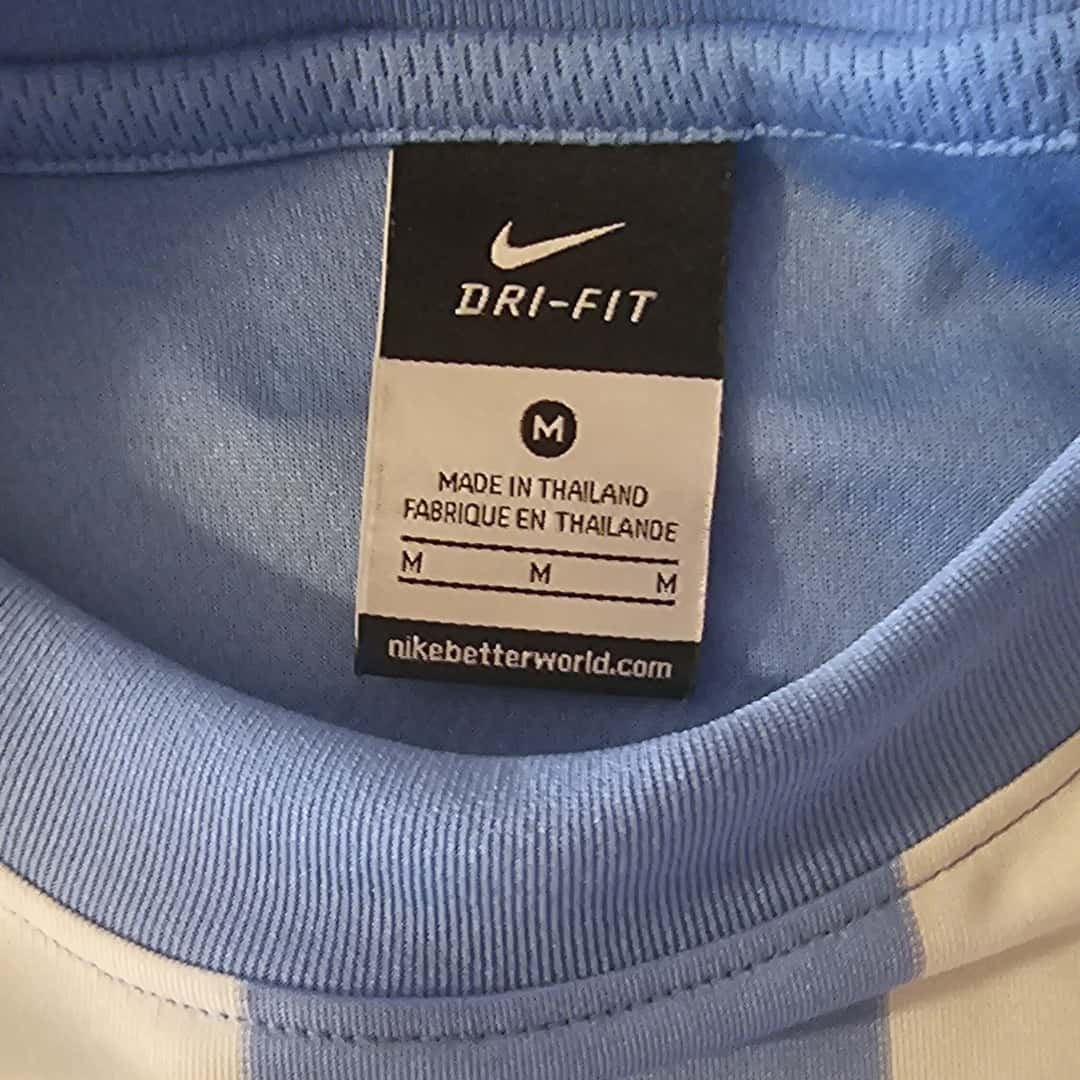 DRI-FIT
M
MADE IN THAILAND
FABRIQUE EN THAILANDE
M M M
nikebetterworld.com